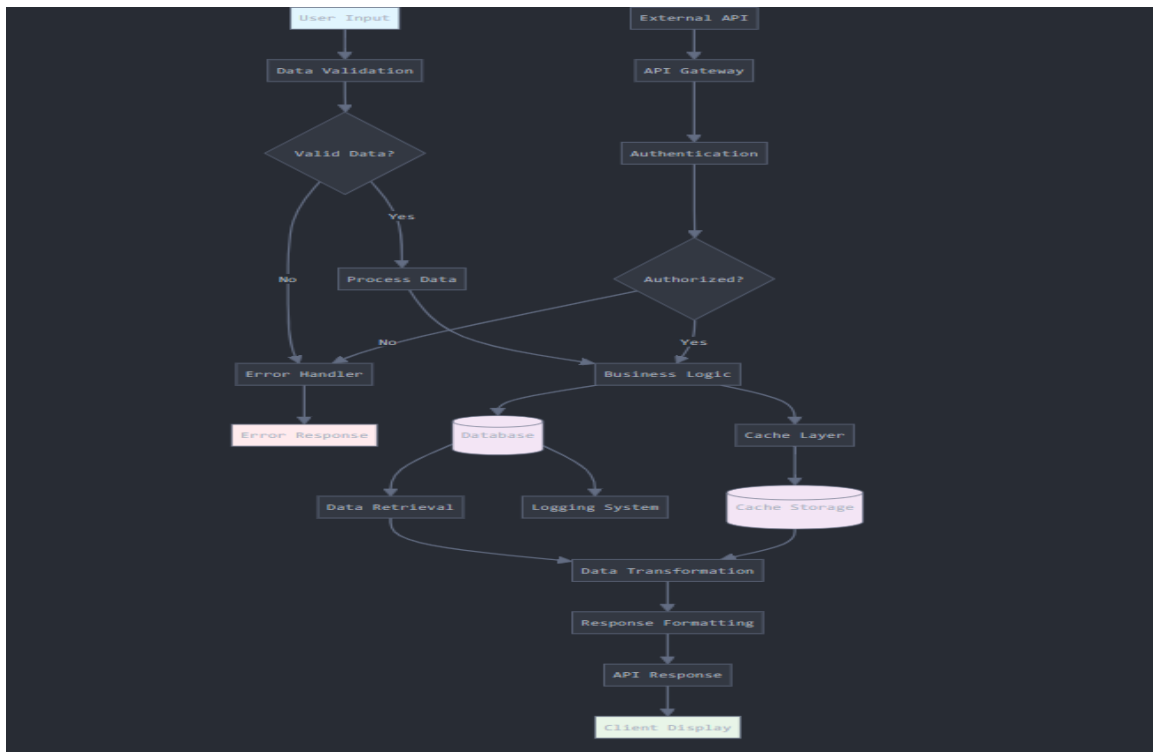 User Input
External API
Data Validation
API Gateway
Valid Data?
Authentication
Yes
No
Process Data
Authorized?
No
Yes
Error Handler
Business Logic
Error Response
Database
Cache Layer
Data Retrieval
Logging System
Cache Storage
Data Transformation
Response Formatting
API Response
Client Display